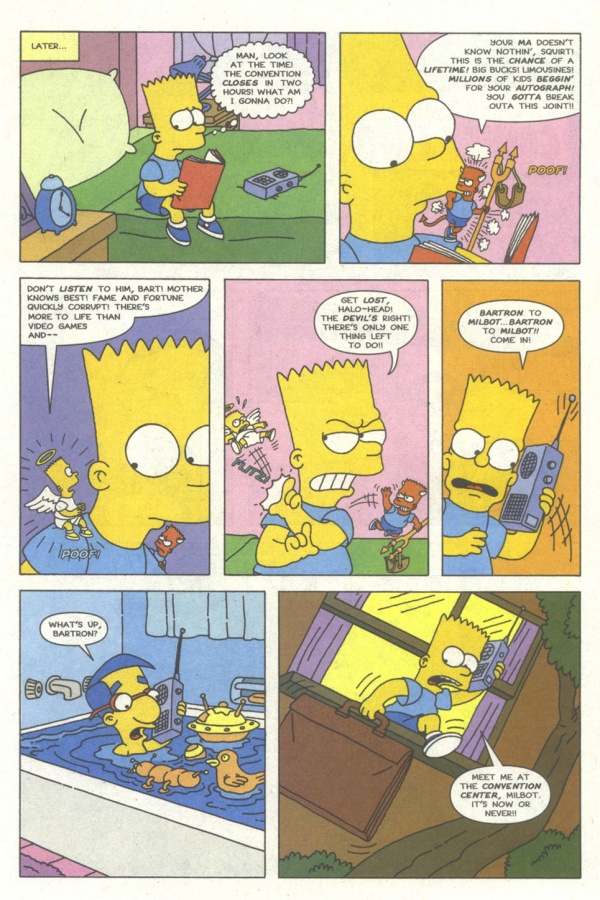 LATER...
MAN, LOOK
AT THE TIME!
THE CONVENTION
CLOSES IN TWO
HOURS! WHAT AM
I GONNA DO?!
YOUR MA DOESN'T
KNOW NOTHIN', SQUIRT!
THIS IS THE CHANCE OF A
LIFETIME! BIG BUCKS! LIMOUSINES!
MILLIONS OF KIDS BEGGIN'
FOR YOUR AUTOGRAPH!
YOU GOTTA BREAK
OUTA THIS JOINT!!
POOF!
DON'T LISTEN TO HIM, BART! MOTHER
KNOWS BEST! FAME AND FORTUNE
QUICKLY CORRUPT! THERE'S
MORE TO LIFE THAN
VIDEO GAMES
AND--
POOF!
GET LOST,
HALO-HEAD!
THE DEVIL'S RIGHT!
THERE'S ONLY ONE
THING LEFT
TO DO!!
FLITZ!
BARTRON TO
MILBOT...BARTRON
TO MILBOT!!
COME IN!
WHAT'S UP,
BARTRON?
MEET ME AT
THE CONVENTION
CENTER, MILBOT.
IT'S NOW OR
NEVER!!